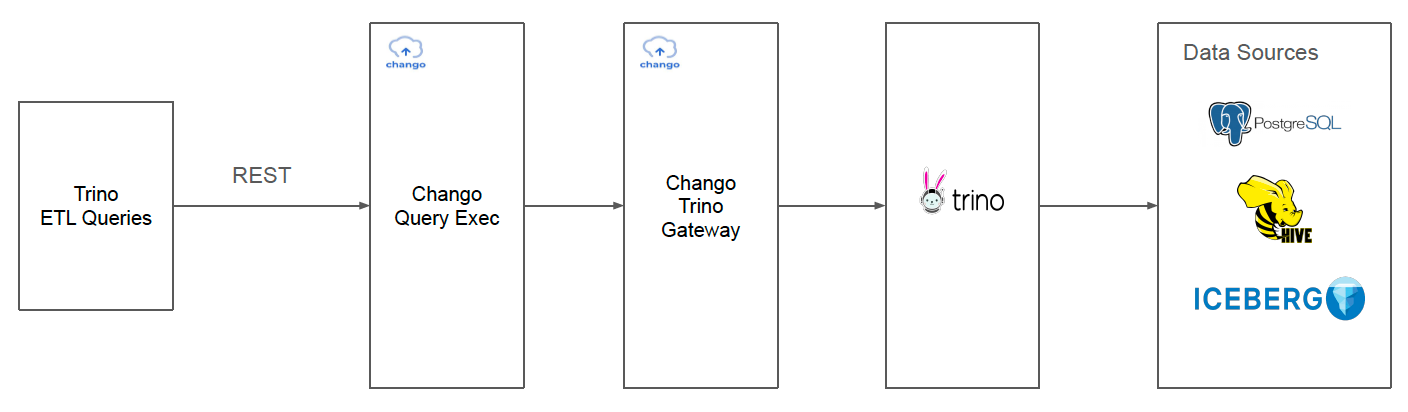 Trino
ETL Queries
REST
chango
Chango
Query Exec
chango
Chango
Trino
Gateway
trino
Data Sources
PostgreSQL
HIVE
ICEBERG